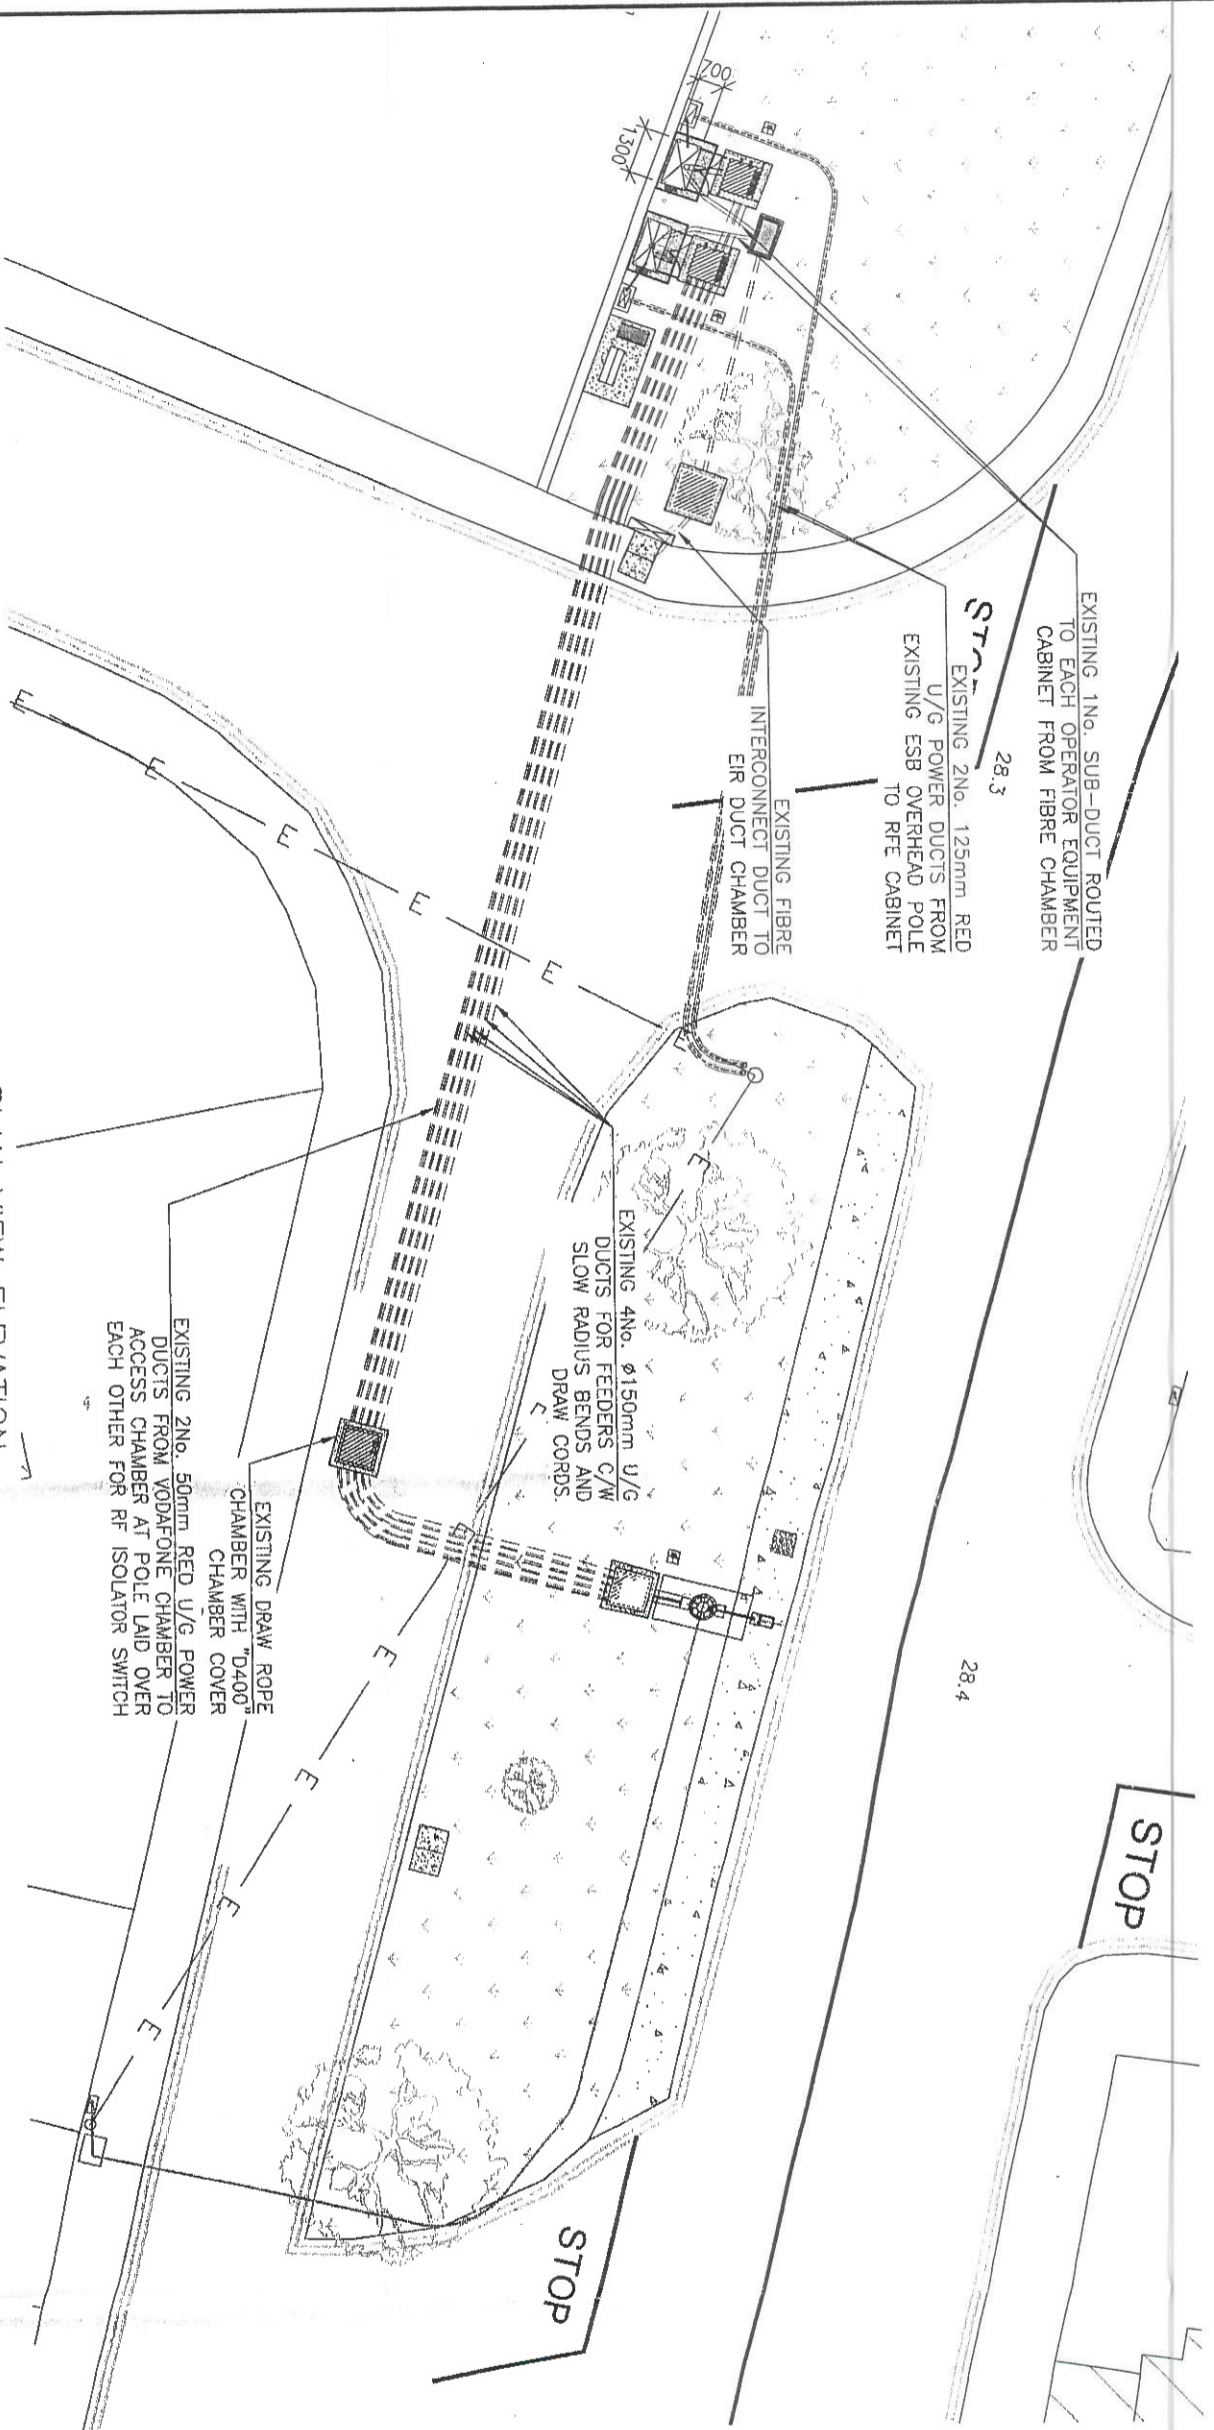 EXISTING 1No. SUB-DUCT ROUTED
TO EACH OPERATOR EQUIPMENT
CABINET FROM FIBRE CHAMBER
28.3
EXISTING 2No. 125mm RED
U/G POWER DUCTS FROM
EXISTING ESB OVERHEAD POLE
TO RFE CABINET
EXISTING FIBRE
INTERCONNECT DUCT TO
EIR DUCT CHAMBER
700
1300
E
E
E
E
E
E
EXISTING 4No. ø150mm U/G
DUCTS FOR FEEDERS C/W
SLOW RADIUS BENDS AND
DRAW CORDS.
EXISTING DRAW ROPE
CHAMBER WITH "D400"
CHAMBER COVER
EXISTING 2No. 50mm RED U/G POWER
DUCTS FROM VODAFONE CHAMBER TO
ACCESS CHAMBER AT POLE LAID OVER
EACH OTHER FOR RF ISOLATOR SWITCH
E
E
E
E
28.4
STOP
STOP